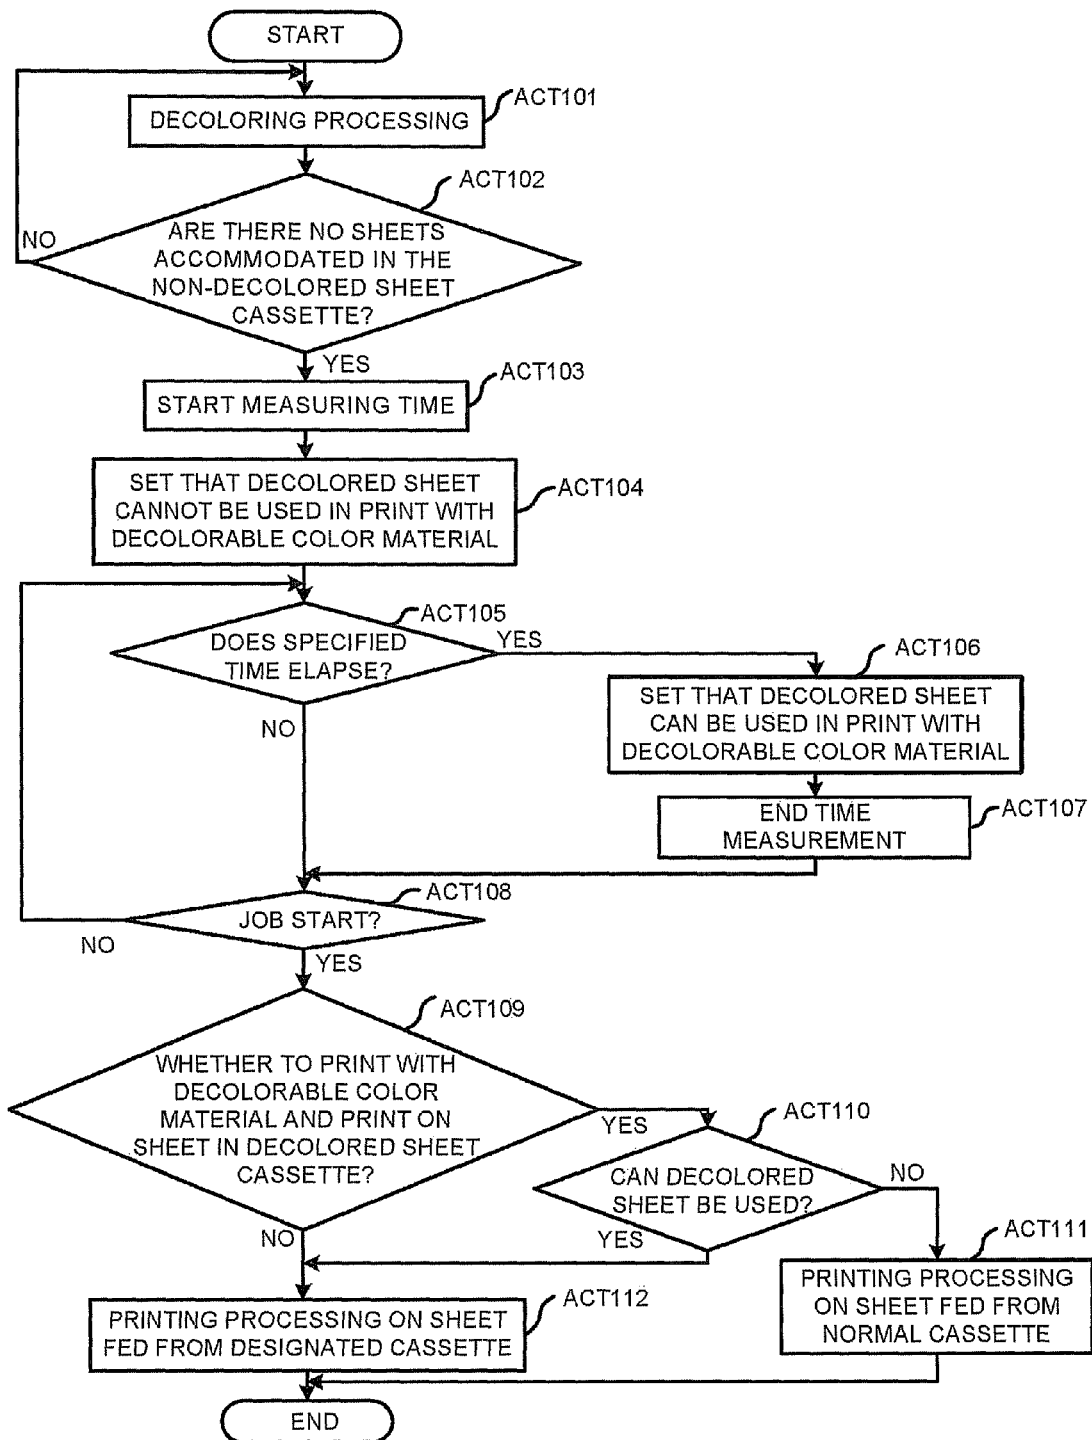 START
ACT101
DECOLORING PROCESSING
ACT102
ARE THERE NO SHEETS
ACCOMMODATED IN THE
NON-DECOLORED SHEET
CASSETTE?
NO
YES
ACT103
START MEASURING TIME
ACT104
SET THAT DECOLORED SHEET
CANNOT BE USED IN PRINT WITH
DECOLORABLE COLOR MATERIAL
ACT105
DOES SPECIFIED
TIME ELAPSE?
YES
NO
ACT106
SET THAT DECOLORED SHEET
CAN BE USED IN PRINT WITH
DECOLORABLE COLOR MATERIAL
ACT107
END TIME
MEASUREMENT
ACT108
JOB START?
NO
YES
ACT109
WHETHER TO PRINT WITH
DECOLORABLE COLOR
MATERIAL AND PRINT ON
SHEET IN DECOLORED SHEET
CASSETTE?
YES
NO
ACT110
CAN DECOLORED
SHEET BE USED?
NO
YES
ACT111
PRINTING PROCESSING
ON SHEET FED FROM
NORMAL CASSETTE
ACT112
PRINTING PROCESSING ON SHEET
FED FROM DESIGNATED CASSETTE
END